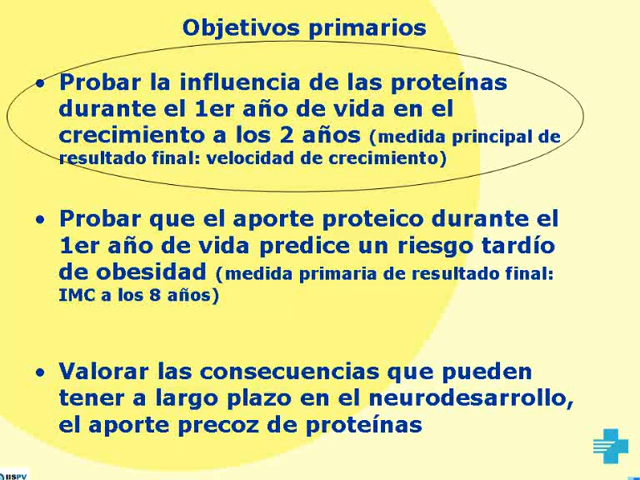 Objetivos primarios
• Probar la influencia de las proteínas
durante el 1er año de vida en el
crecimiento a los 2 años (medida principal de
resultado final: velocidad de crecimiento)
• Probar que el aporte proteico durante el
1er año de vida predice un riesgo tardío
de obesidad (medida primaria de resultado final:
IMC a los 8 años)
• Valorar las consecuencias que pueden
tener a largo plazo en el neurodesarrollo,
el aporte precoz de proteínas
IISPV